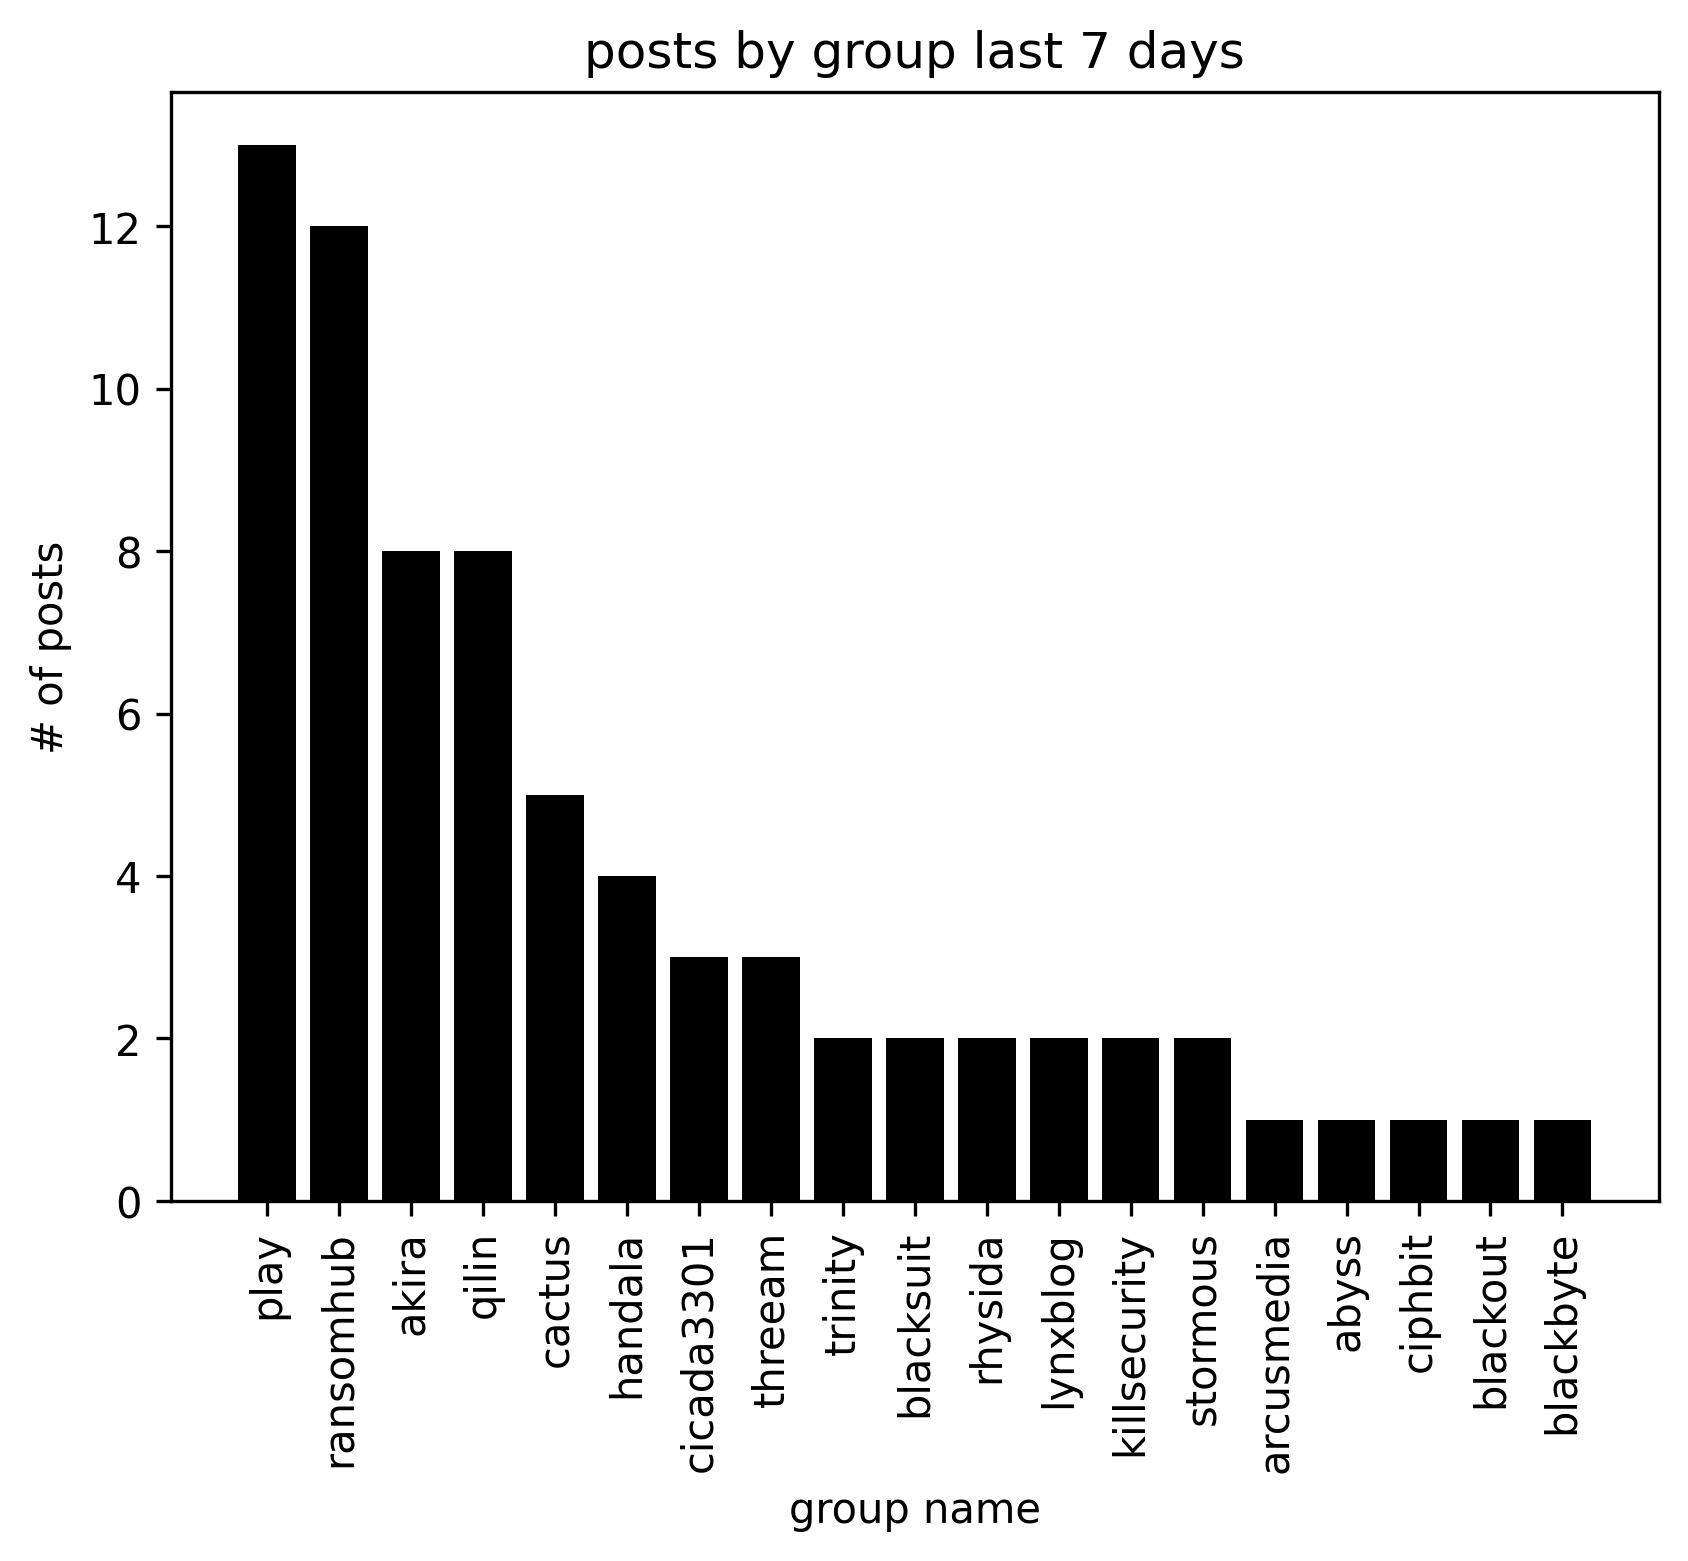 posts by group last 7 days
12
10
8
6
4
2
0
# of posts
play
ransomhub
akira
qilin
cactus
handala
cicada3301
threeam
trinity
blacksuit
rhysida
lynxblog
killsecurity
stormous
arcusmedia
abyss
ciphbit
blackout
blackbyte
group name